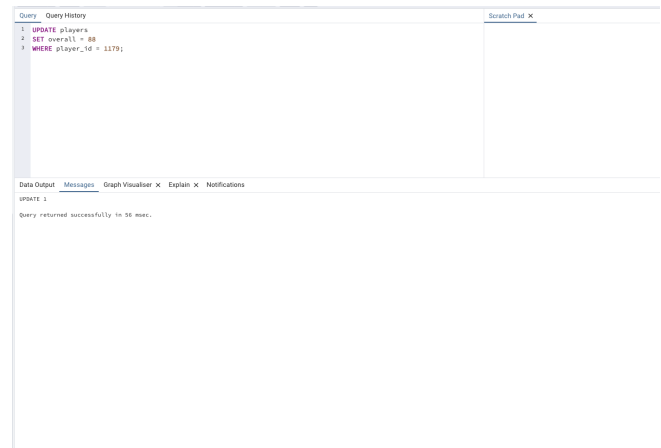 Query Query History
Scratch Pad ×
1 UPDATE players
2 SET overall = 88
3 WHERE player_id = 1179;
Data Output Messages Graph Visualiser × Explain × Notifications
UPDATE 1
Query returned successfully in 56 msec.